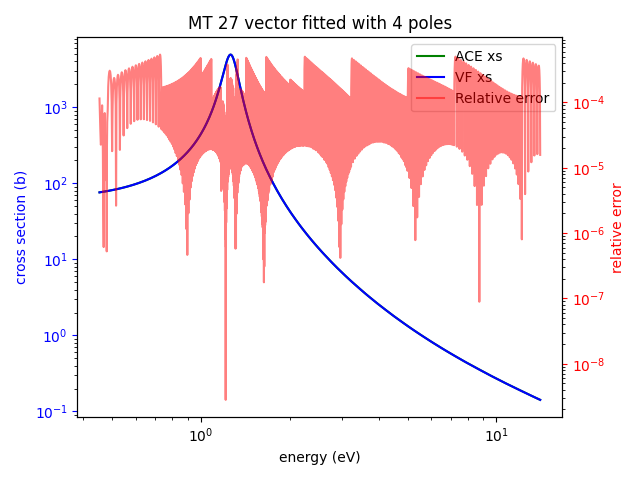 MT 27 vector fitted with 4 poles
ACE xs
VF xs
Relative error
10^3
10^2
10^1
10^0
10^−1
cross section (b)
10^−4
10^−5
10^−6
10^−7
10^−8
relative error
10^0
10^1
energy (eV)